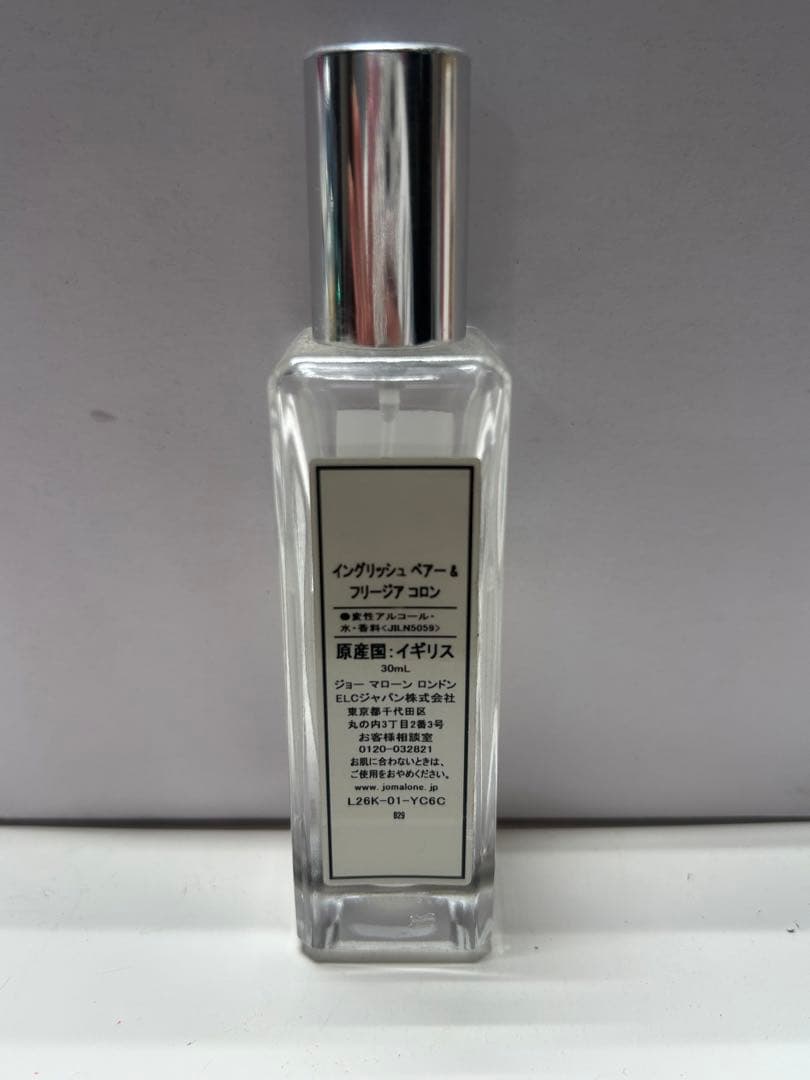 イングリッシュ ペアー &
フリージア コロン
●変性アルコール・
水・香料<JILN5059>
原産国：イギリス
30mL
ジョー マローン ロンドン
ELCジャパン株式会社
東京都千代田区
丸の内3丁目2番3号
お客様相談室
0120-032821
お肌に合わないときは、
ご使用をおやめください。
www.jomalone.jp
L26K-01-YC6C
B29